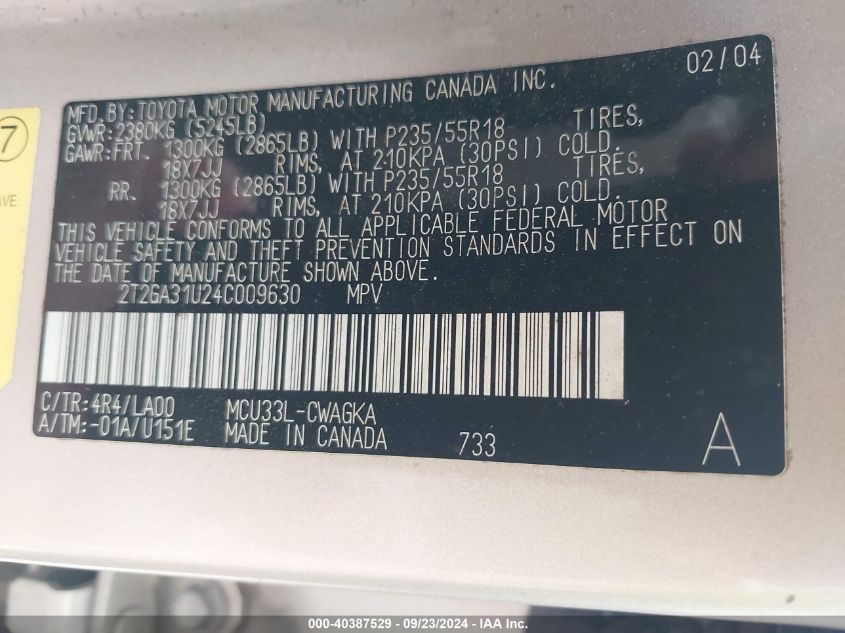 02/04
MFD. BY: TOYOTA MOTOR MANUFACTURING CANADA INC.
GVWR: 2380KG (5245LB)
GAWR: FRT. 1300KG (2865LB) WITH P235/55R18 TIRES,
18X7JJ RIMS, AT 210KPA (30PSI) COLD.
RR. 1300KG (2865LB) WITH P235/55R18 TIRES,
18X7JJ RIMS, AT 210KPA (30PSI) COLD.
THIS VEHICLE CONFORMS TO ALL APPLICABLE FEDERAL MOTOR
VEHICLE SAFETY AND THEFT PREVENTION STANDARDS IN EFFECT ON
THE DATE OF MANUFACTURE SHOWN ABOVE.
2T2GA31U24C009630 MPV
C/TR: 4R4/LA00 MCU33L-CWAGKA
A/TM: -01A/U151E MADE IN CANADA 733 A
7
IVE:
000-40387529 - 09/23/2024 - IAA Inc.